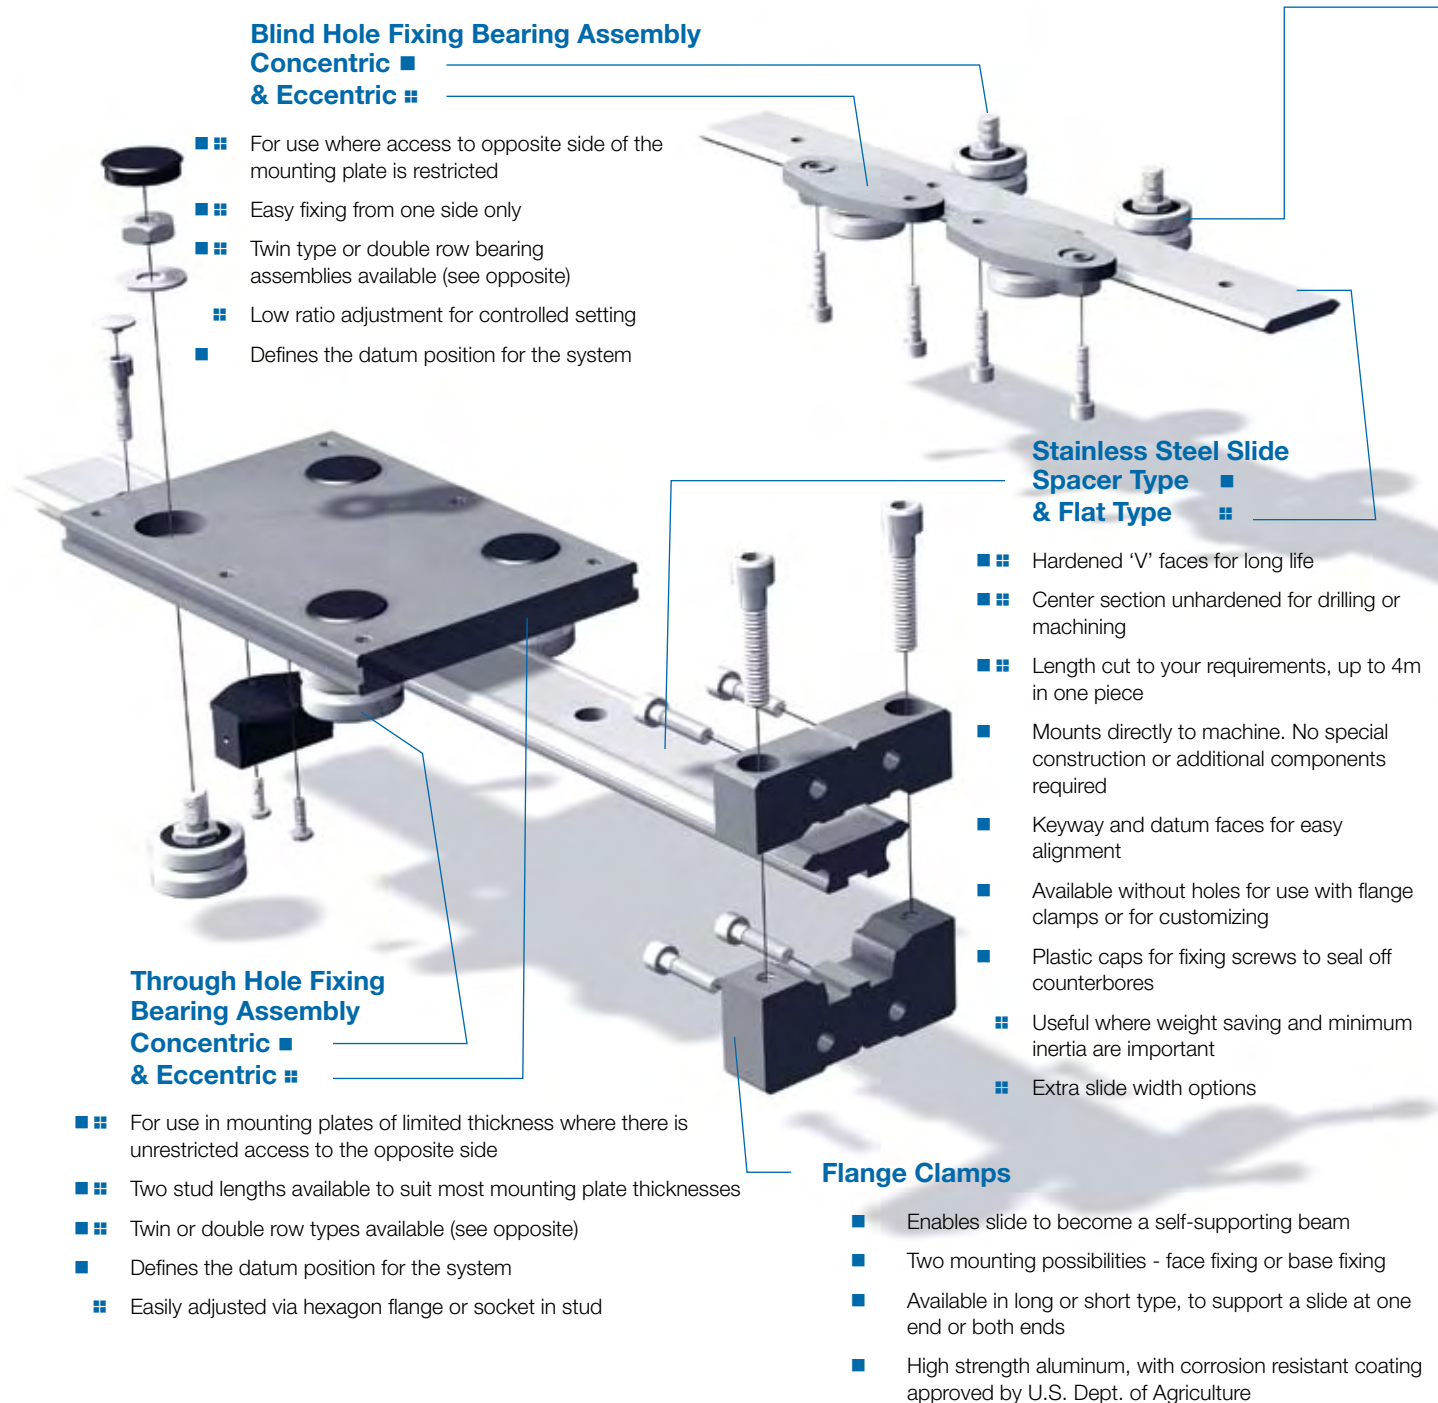 Blind Hole Fixing Bearing Assembly
Concentric ■
& Eccentric
For use where access to opposite side of the
mounting plate is restricted
Easy fixing from one side only
Twin type or double row bearing
assemblies available (see opposite)
Low ratio adjustment for controlled setting
Defines the datum position for the system
Stainless Steel Slide
Spacer Type ■
& Flat Type
Hardened ‘V’ faces for long life
Center section unhardened for drilling or
machining
Length cut to your requirements, up to 4m
in one piece
Mounts directly to machine. No special
construction or additional components
required
Keyway and datum faces for easy
alignment
Available without holes for use with flange
clamps or for customizing
Plastic caps for fixing screws to seal off
counterbores
Useful where weight saving and minimum
inertia are important
Extra slide width options
Through Hole Fixing
Bearing Assembly
Concentric ■
& Eccentric
For use in mounting plates of limited thickness where there is
unrestricted access to the opposite side
Two stud lengths available to suit most mounting plate thicknesses
Twin or double row types available (see opposite)
Defines the datum position for the system
Easily adjusted via hexagon flange or socket in stud
Flange Clamps
Enables slide to become a self-supporting beam
Two mounting possibilities - face fixing or base fixing
Available in long or short type, to support a slide at one
end or both ends
High strength aluminum, with corrosion resistant coating
approved by U.S. Dept. of Agriculture